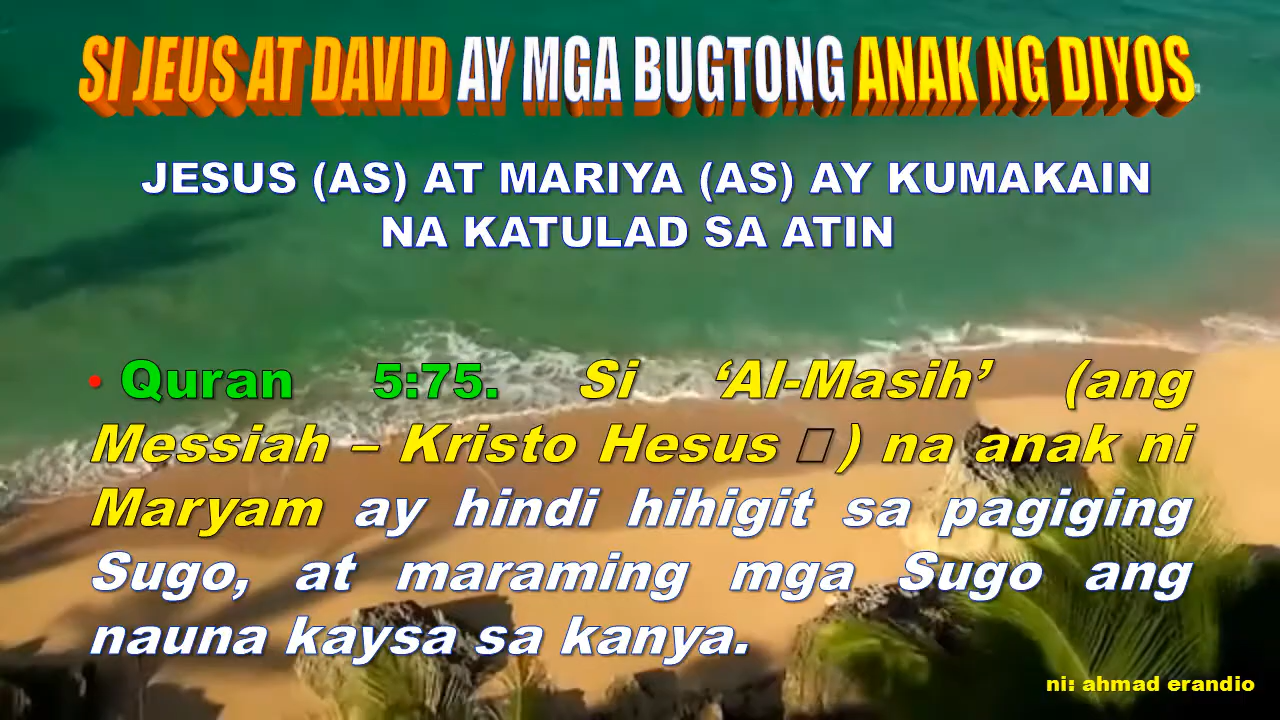 SI JEUS AT DAVID AY MGA BUGTONG ANAK NG DIYOS
JESUS (AS) AT MARIYA (AS) AY KUMAKAIN
NA KATULAD SA ATIN
• Quran 5:75. Si ‘Al-Masih’ (ang
Messiah – Kristo Hesus ) na anak ni
Maryam ay hindi hihigit sa pagiging
Sugo, at maraming mga Sugo ang
nauna kaysa sa kanya.
ni: ahmad erandio